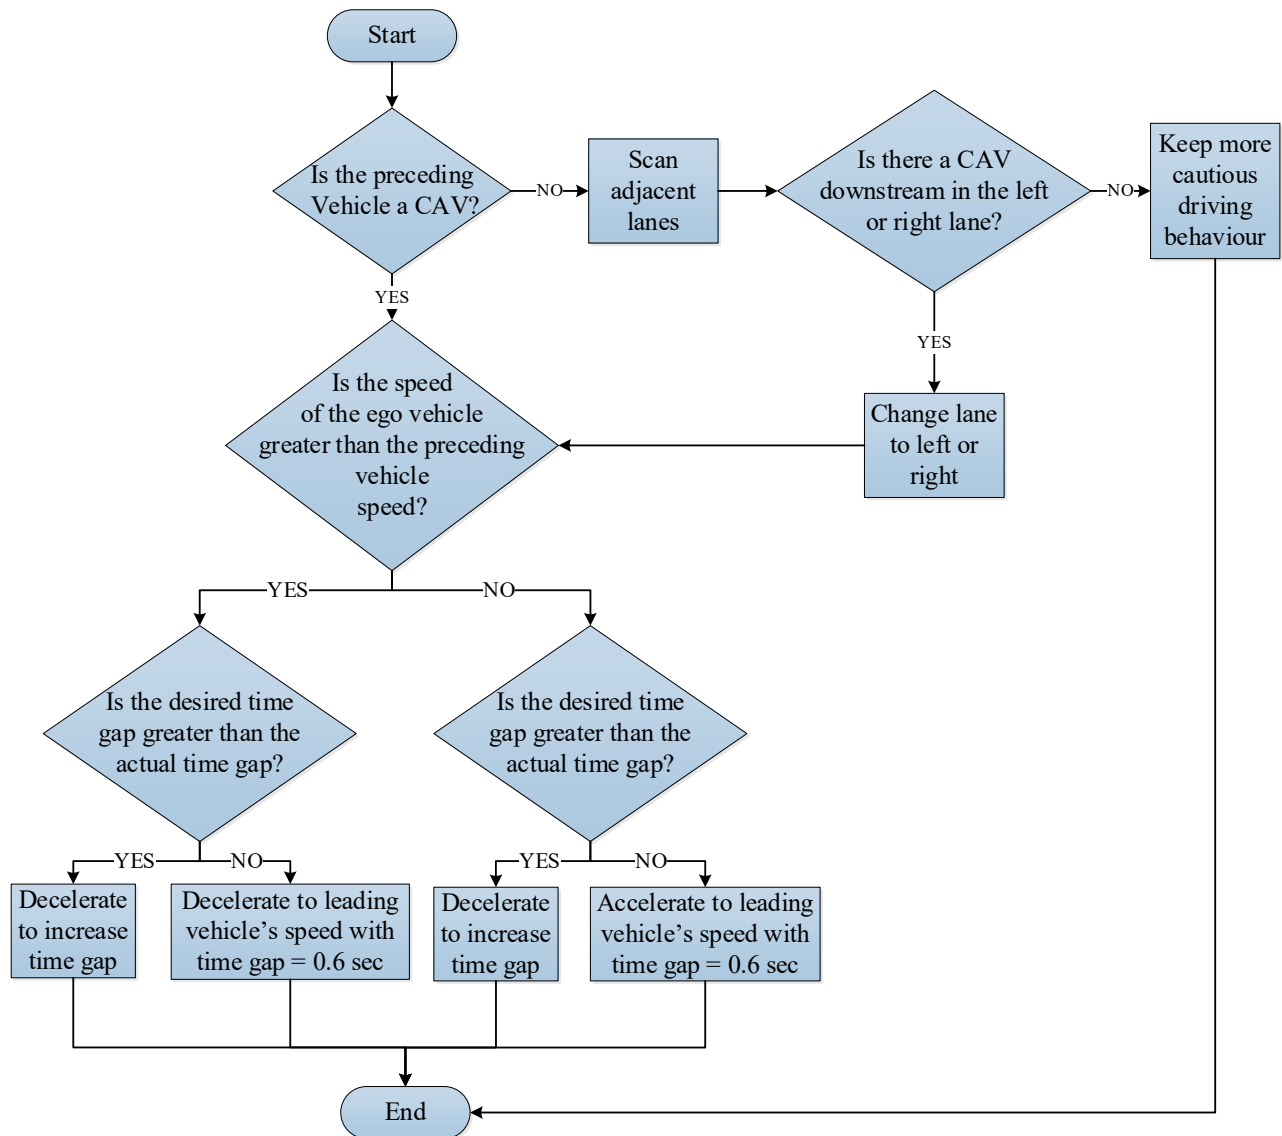 Start
Is the preceding
Vehicle a CAV?
NO
Scan
adjacent
lanes
Is there a CAV
downstream in the left
or right lane?
NO
Keep more
cautious
driving
behaviour
YES
YES
Is the speed
of the ego vehicle
greater than the preceding
vehicle
speed?
Change lane
to left or
right
YES
NO
Is the desired time
gap greater than the
actual time gap?
Is the desired time
gap greater than the
actual time gap?
YES
NO
YES
NO
Decelerate
to increase
time gap
Decelerate to leading
vehicle’s speed with
time gap = 0.6 sec
Decelerate
to increase
time gap
Accelerate to leading
vehicle’s speed with
time gap = 0.6 sec
End